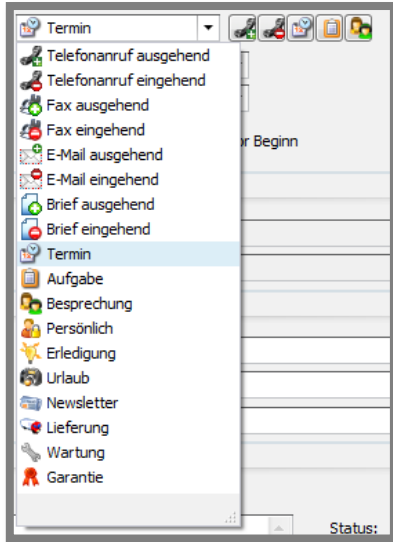 Termin
Telefonanruf ausgehend
Telefonanruf eingehend
Fax ausgehend
Fax eingehend
or Beginn
E-Mail ausgehend
E-Mail eingehend
Brief ausgehend
Brief eingehend
Termin
Aufgabe
Besprechung
Persönlich
Erledigung
Urlaub
Newsletter
Lieferung
Wartung
Garantie
Status: